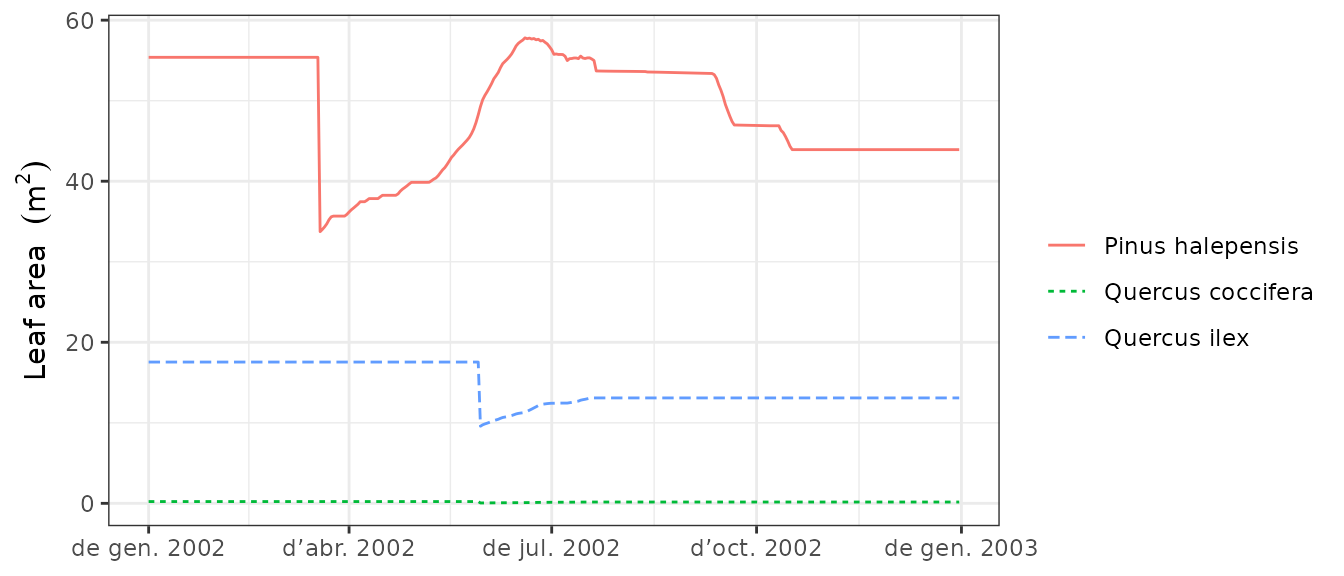 Leaf area (m²)
60
40
20
0
de gen. 2002
d’abr. 2002
de jul. 2002
d’oct. 2002
de gen. 2003
Pinus halepensis
Quercus coccifera
Quercus ilex